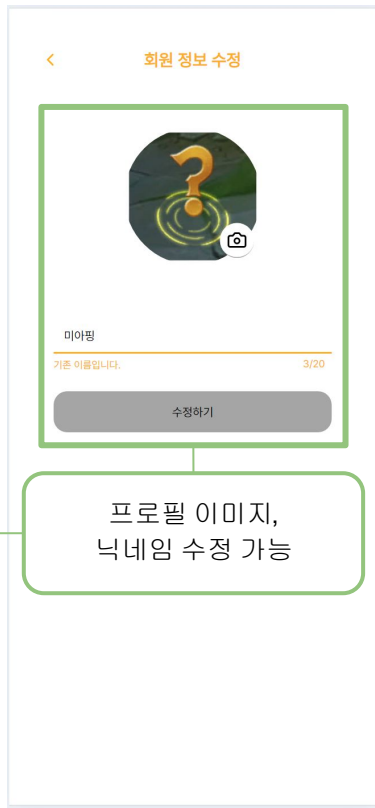 회원 정보 수정
미아핑
기존 이름입니다. 3/20
수정하기
프로필 이미지,
닉네임 수정 가능